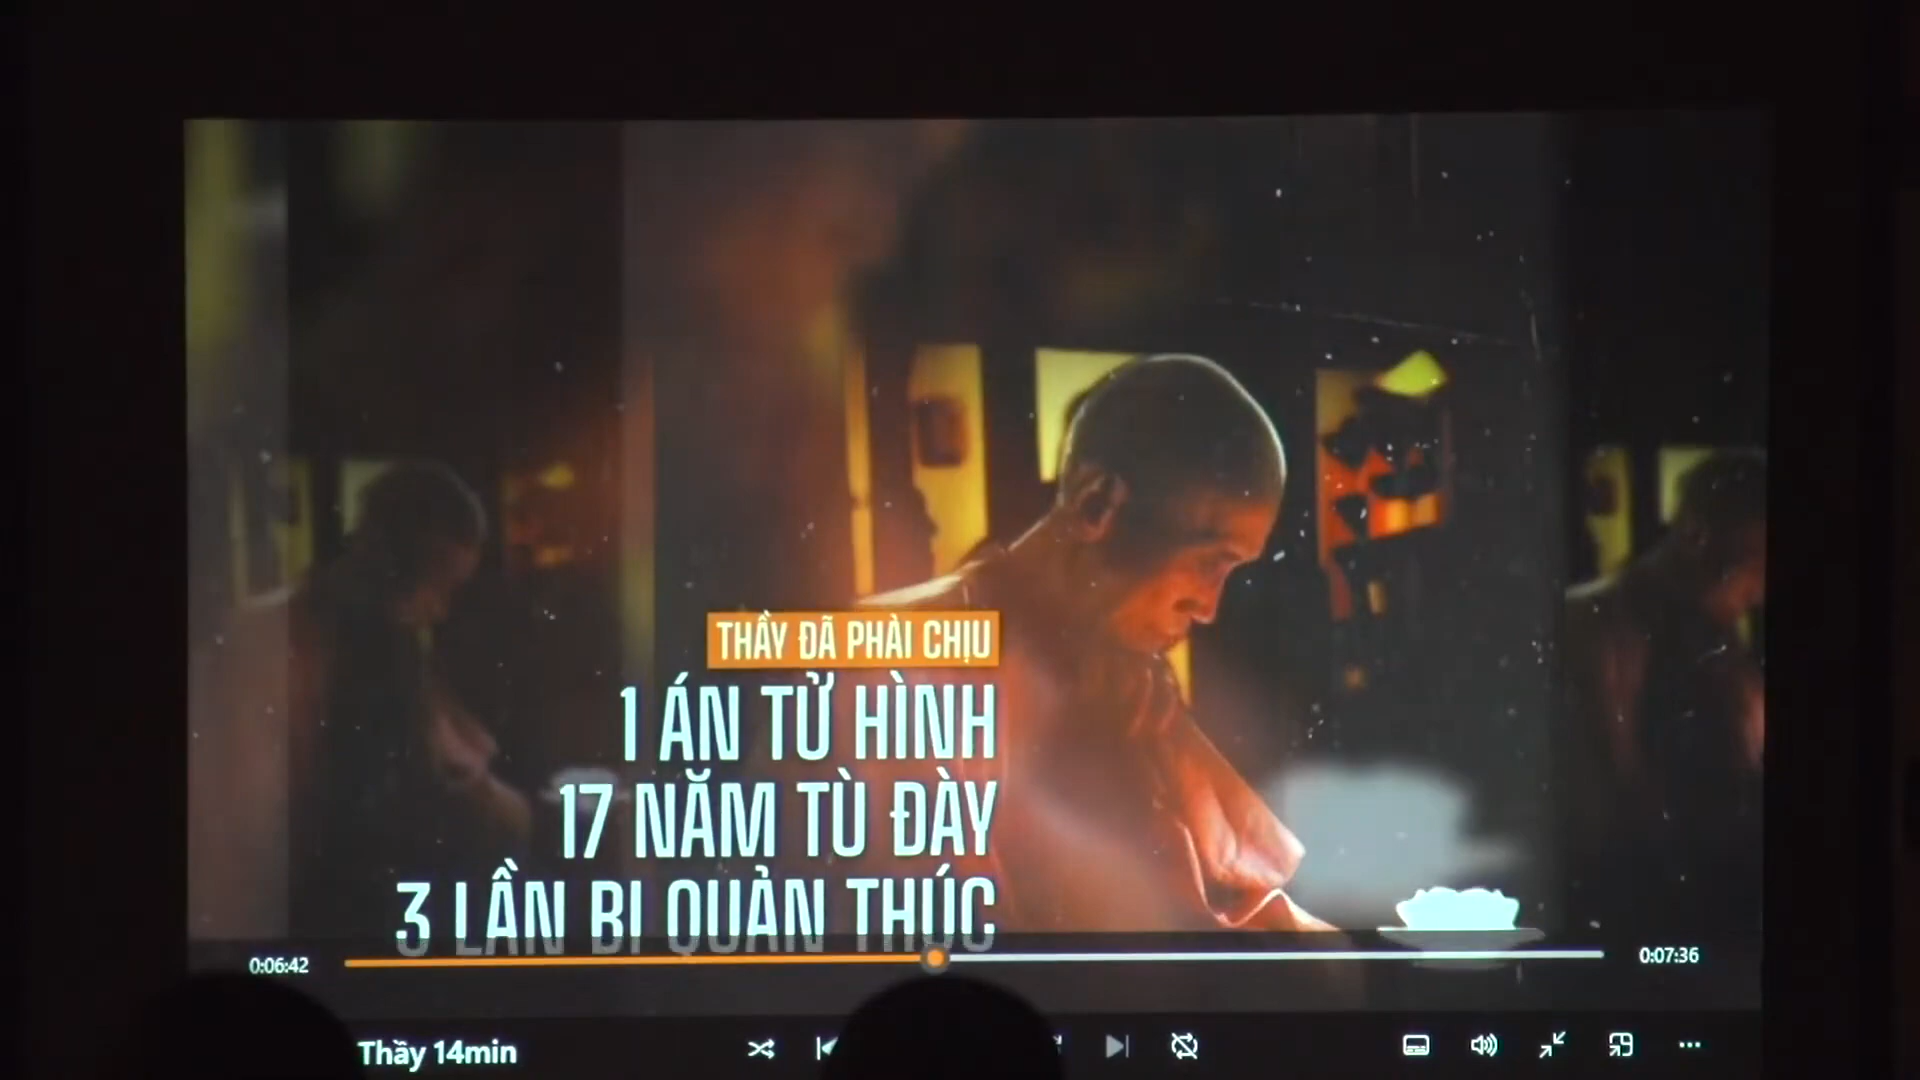 THẦY ĐÃ PHẢI CHỊU
1 ÁN TỬ HÌNH
17 NĂM TÙ ĐÀY
3 LẦN BỊ QUẢN THÚC
0:06:42
0:07:36
Thầy 14min